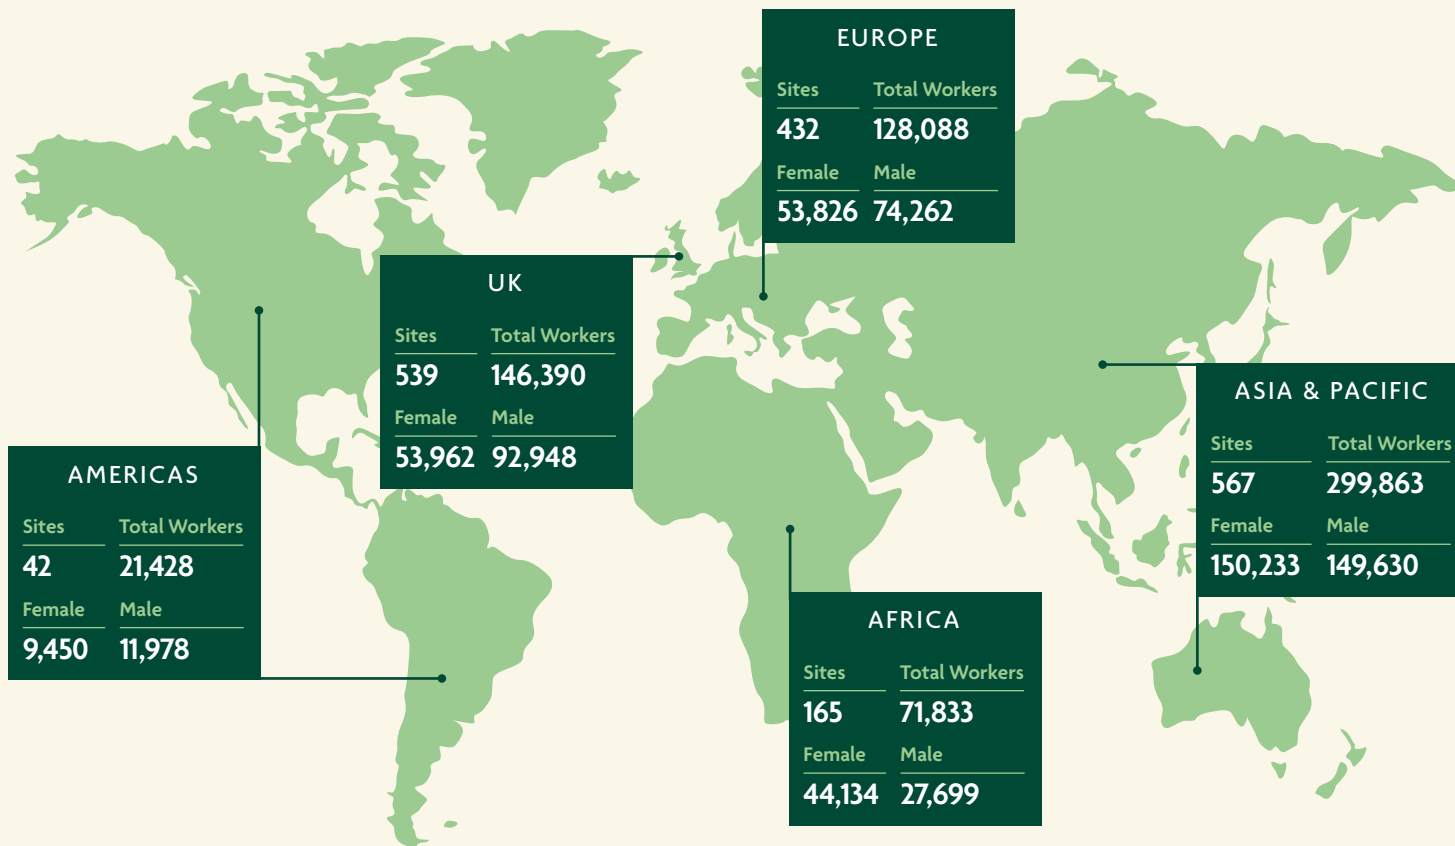 EUROPE
Sites Total Workers
432 128,088
Female Male
53,826 74,262
UK
Sites Total Workers
539 146,390
Female Male
53,962 92,948
ASIA & PACIFIC
Sites Total Workers
567 299,863
Female Male
150,233 149,630
AMERICAS
Sites Total Workers
42 21,428
Female Male
9,450 11,978
AFRICA
Sites Total Workers
165 71,833
Female Male
44,134 27,699